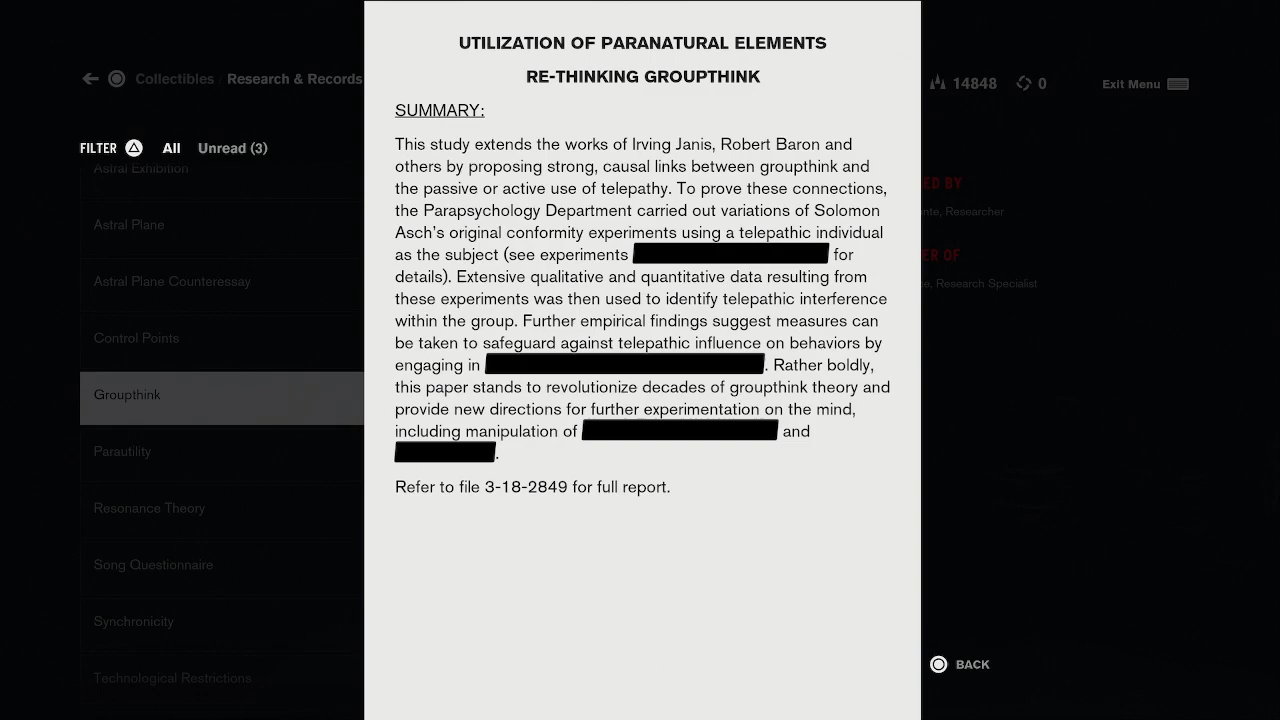 UTILIZATION OF PARANATURAL ELEMENTS
RE-THINKING GROUPTHINK
SUMMARY:
This study extends the works of Irving Janis, Robert Baron and
others by proposing strong, causal links between groupthink and
the passive or active use of telepathy. To prove these connections,
the Parapsychology Department carried out variations of Solomon
Asch's original conformity experiments using a telepathic individual
as the subject (see experiments for
details). Extensive qualitative and quantitative data resulting from
these experiments was then used to identify telepathic interference
within the group. Further empirical findings suggest measures can
be taken to safeguard against telepathic influence on behaviors by
engaging in . Rather boldly,
this paper stands to revolutionize decades of groupthink theory and
provide new directions for further experimentation on the mind,
including manipulation of and
.
Refer to file 3-18-2849 for full report.
Collectibles Research & Records
FILTER All Unread (3)
Astral Exhibition
Astral Plane
Astral Plane Counteressay
Control Points
Groupthink
Parautility
Resonance Theory
Song Questionnaire
Synchronicity
Technological Restrictions
14848 0 Exit Menu
BY
Researcher
OF
Research Specialist
BACK